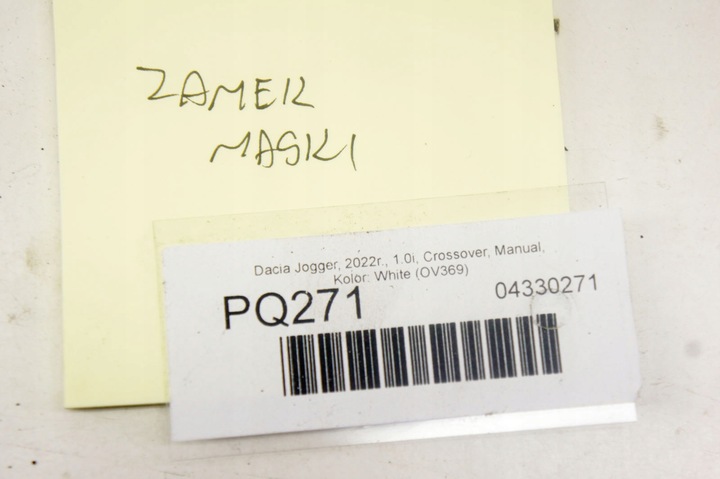 ZAMEK
MASKI
Dacia Jogger, 2022r., 1.0i, Crossover, Manual,
Kolor: White (OV369)
PQ271
04330271